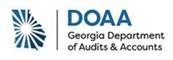 DOAA
Georgia Department
of Audits & Accounts